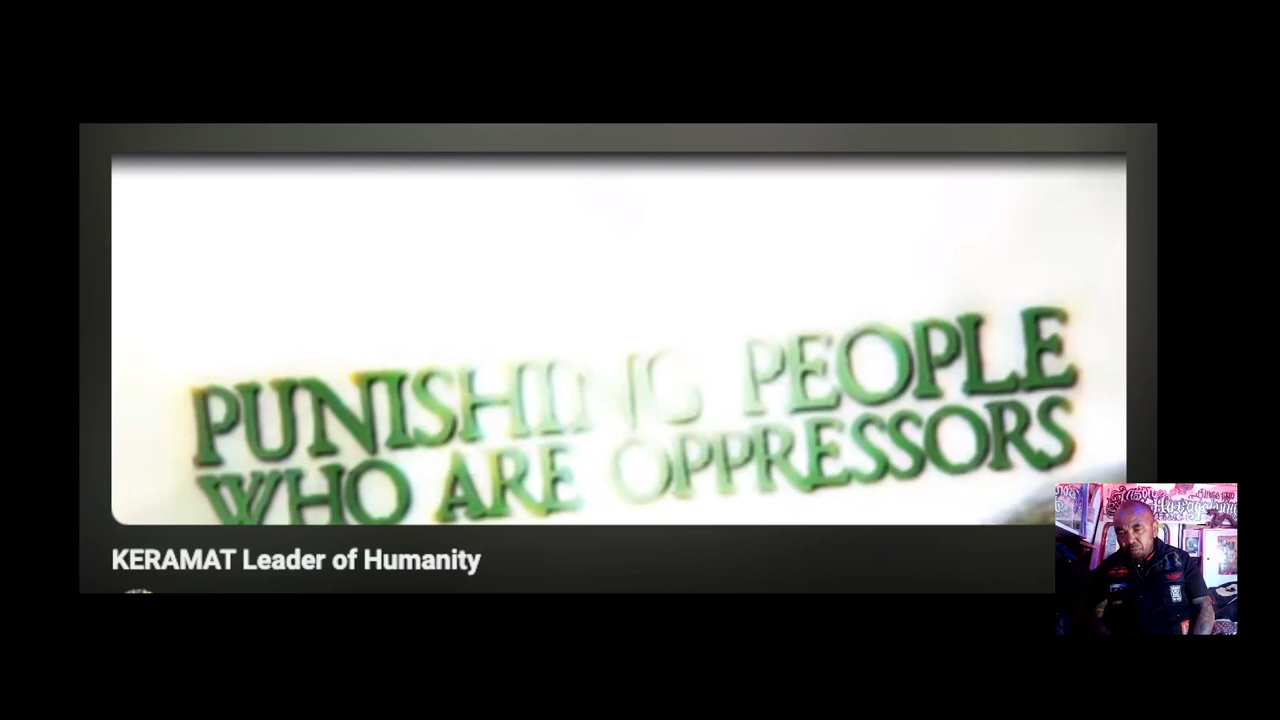 PUNISHING PEOPLE
WHO ARE OPPRESSORS
KERAMAT Leader of Humanity